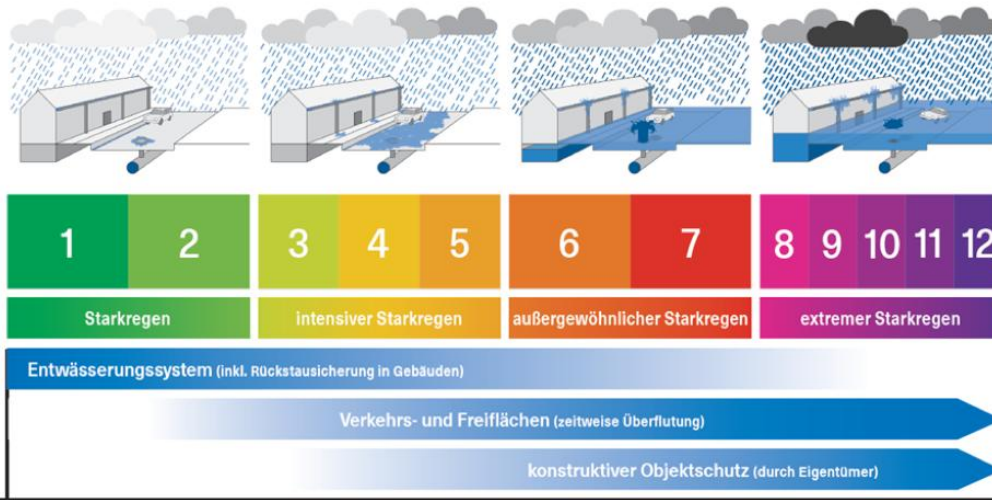 1 2 3 4 5 6 7 8 9 10 11 12
Starkregen intensiver Starkregen außergewöhnlicher Starkregen extremer Starkregen
Entwässerungssystem (inkl. Rückstausicherung in Gebäuden)
Verkehrs- und Freiflächen (zeitweise Überflutung)
konstruktiver Objektschutz (durch Eigentümer)